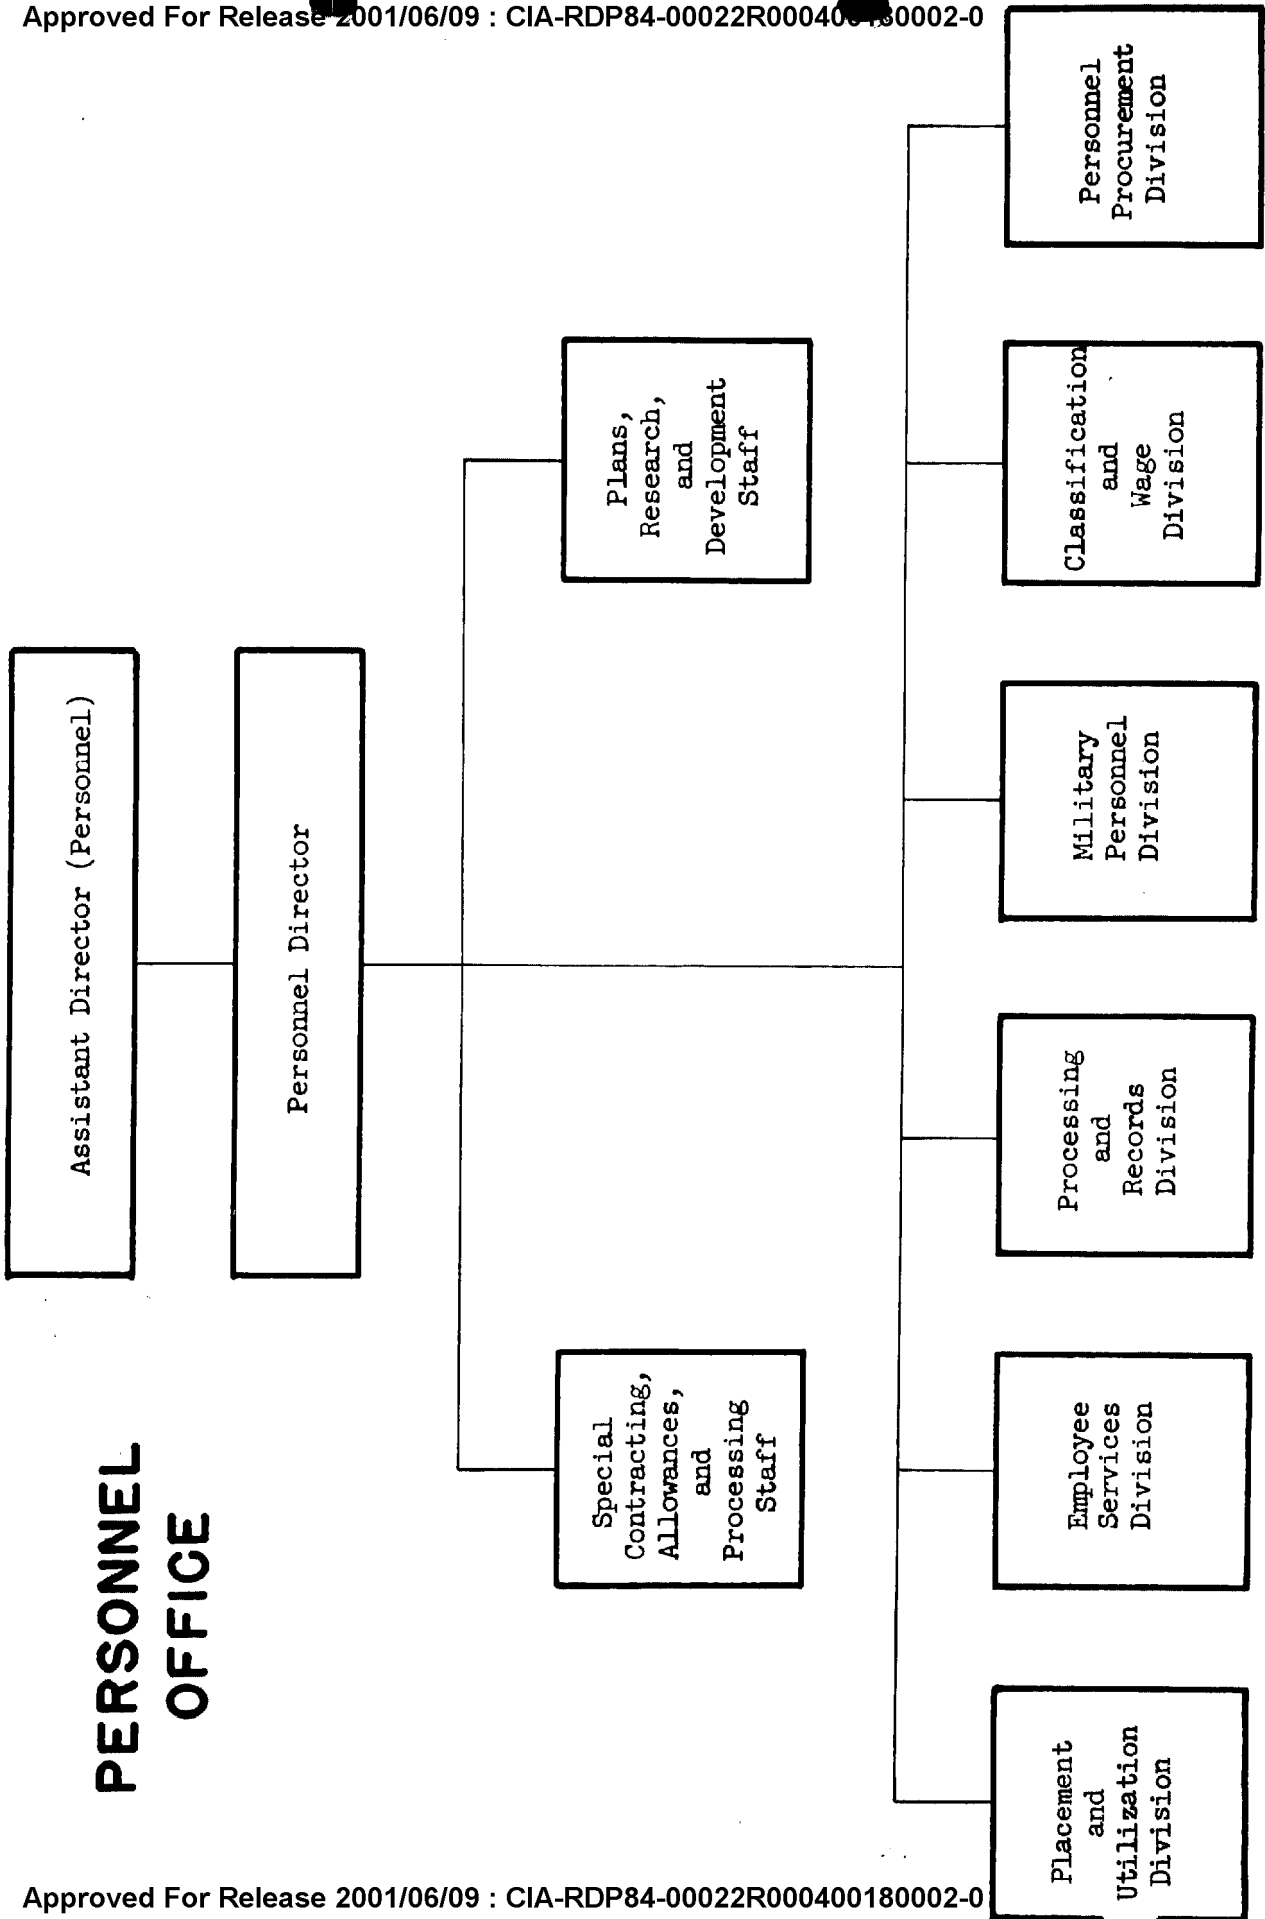 Approved For Release 2001/06/09 : CIA-RDP84-00022R000400180002-0
PERSONNEL
OFFICE
Assistant Director (Personnel)
Personnel Director
Special
Contracting,
Allowances,
and
Processing
Staff
Plans,
Research,
and
Development
Staff
Placement
and
Utilization
Division
Employee
Services
Division
Processing
and
Records
Division
Military
Personnel
Division
Classification
and
Wage
Division
Personnel
Procurement
Division
Approved For Release 2001/06/09 : CIA-RDP84-00022R000400180002-0